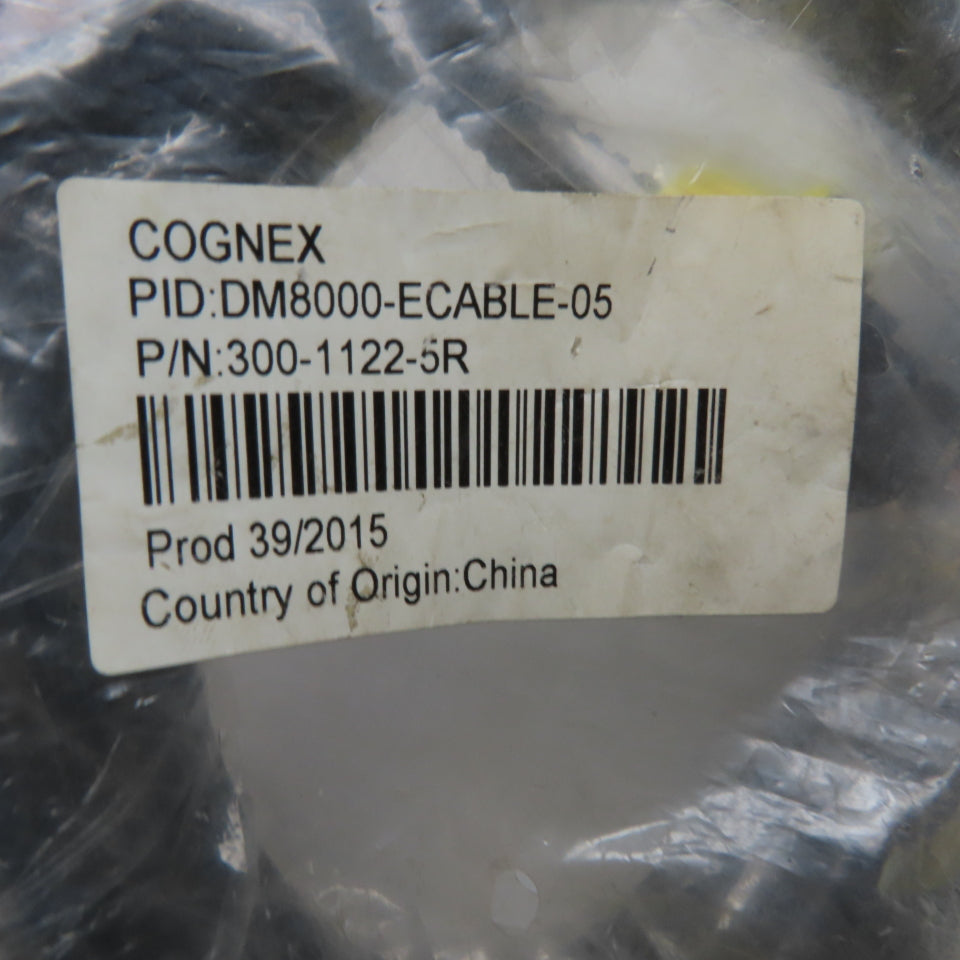 COGNEX
PID:DM8000-ECABLE-05
P/N:300-1122-5R
Prod 39/2015
Country of Origin:China